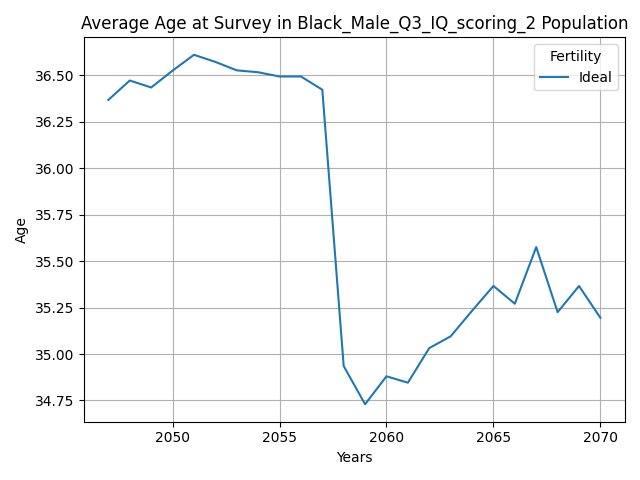 Average Age at Survey in Black_Male_Q3_IQ_scoring_2 Population
Fertility
Ideal
36.50
36.25
36.00
35.75
35.50
35.25
35.00
34.75
Age
2050 2055 2060 2065 2070
Years